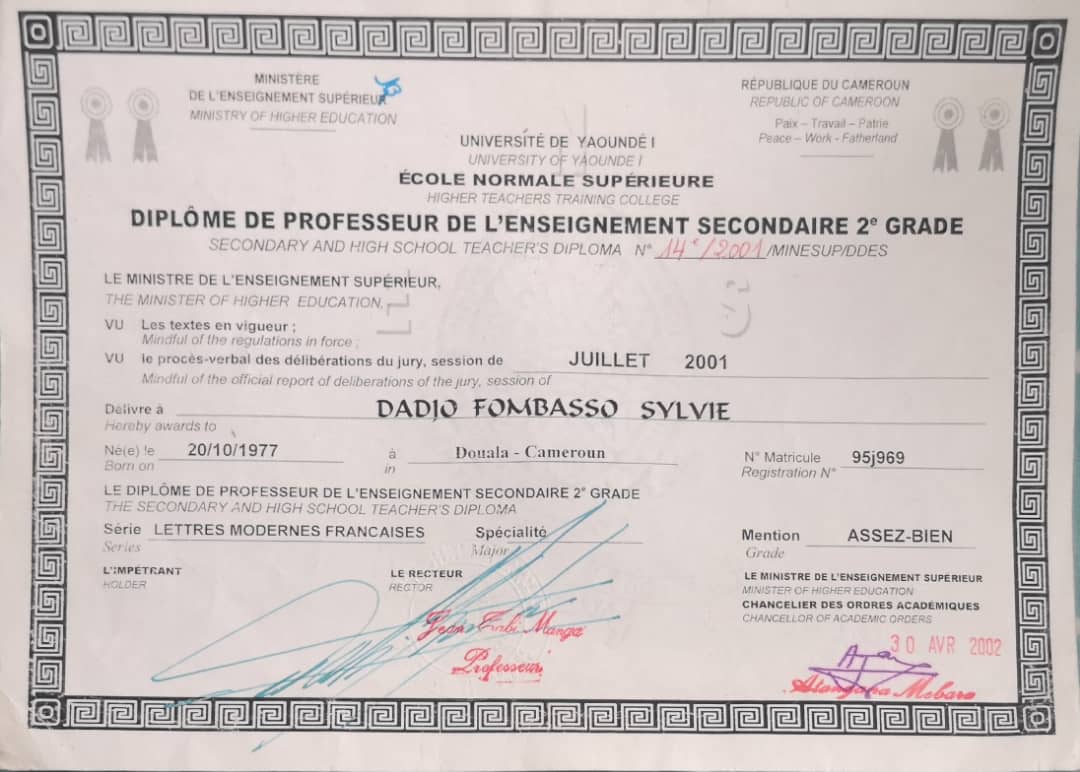 MINISTÈRE
DE L'ENSEIGNEMENT SUPÉRIEUR
MINISTRY OF HIGHER EDUCATION
RÉPUBLIQUE DU CAMEROUN
REPUBLIC OF CAMEROON
Paix – Travail – Patrie
Peace – Work - Fatherland
UNIVERSITÉ DE YAOUNDÉ I
UNIVERSITY OF YAOUNDE I
ÉCOLE NORMALE SUPÉRIEURE
HIGHER TEACHERS TRAINING COLLEGE
DIPLÔME DE PROFESSEUR DE L'ENSEIGNEMENT SECONDAIRE 2e GRADE
SECONDARY AND HIGH SCHOOL TEACHER'S DIPLOMA N° 14e/2001/MINESUP/DDES
LE MINISTRE DE L'ENSEIGNEMENT SUPÉRIEUR,
THE MINISTER OF HIGHER EDUCATION,
VU Les textes en vigueur ;
Mindful of the regulations in force ;
VU le procès-verbal des délibérations du jury, session de JUILLET 2001
Mindful of the official report of deliberations of the jury, session of
Délivre à DADJO FOMBASSO SYLVIE
Hereby awards to
Né(e) le 20/10/1977 à Douala - Cameroun N° Matricule 95j969
Born on in Registration N°
LE DIPLÔME DE PROFESSEUR DE L'ENSEIGNEMENT SECONDAIRE 2e GRADE
THE SECONDARY AND HIGH SCHOOL TEACHER'S DIPLOMA
Série LETTRES MODERNES FRANCAISES Spécialité Mention ASSEZ-BIEN
Series Major Grade
L'IMPÉTRANT
HOLDER
LE RECTEUR
RECTOR
Jean Tabi Manga
Professeur
LE MINISTRE DE L'ENSEIGNEMENT SUPÉRIEUR
MINISTER OF HIGHER EDUCATION
CHANCELIER DES ORDRES ACADÉMIQUES
CHANCELLOR OF ACADEMIC ORDERS
30 AVR 2002
Atangana Mebara